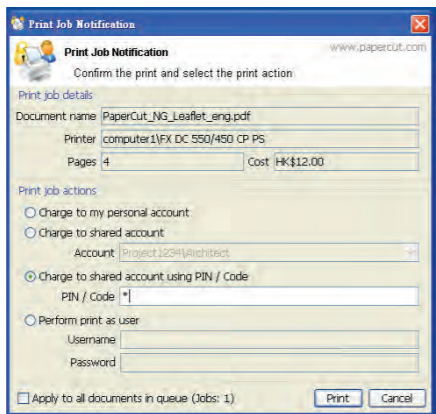 Print Job Notification
Print Job Notification
www.papercut.com
Confirm the print and select the print action
Print job details
Document name PaperCut_NG_Leaflet_eng.pdf
Printer computer1\FX DC 550/450 CP PS
Pages 4 Cost HK$12.00
Print job actions
Charge to my personal account
Charge to shared account
Account Project1234\Architect
Charge to shared account using PIN / Code
PIN / Code *
Perform print as user
Username
Password
Apply to all documents in queue (Jobs: 1) Print Cancel